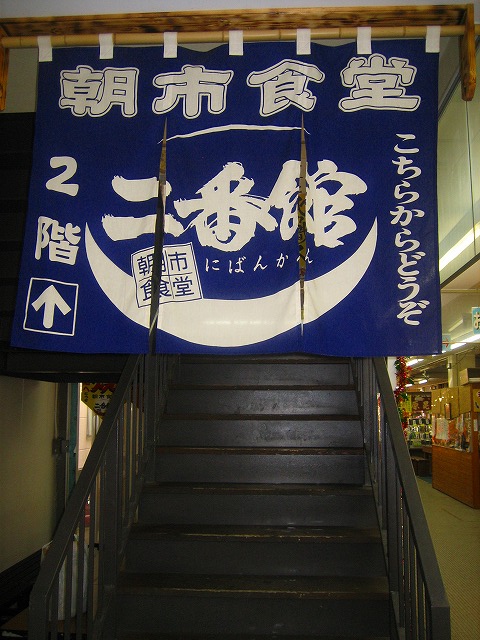 朝市食堂
2階
二番館
にばんかん
朝市
食堂
こちらからどうぞ